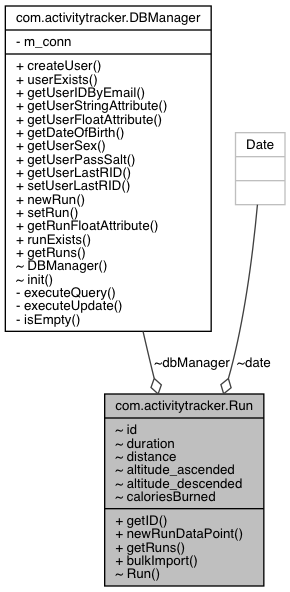 com.activitytracker.DBManager
- m_conn
+ createUser()
+ userExists()
+ getUserIDByEmail()
+ getUserStringAttribute()
+ getUserFloatAttribute()
+ getDateOfBirth()
+ getUserSex()
+ getUserPassSalt()
+ getUserLastRID()
+ setUserLastRID()
+ newRun()
+ setRun()
+ getRunFloatAttribute()
+ runExists()
+ getRuns()
~ DBManager()
~ init()
- executeQuery()
- executeUpdate()
- isEmpty()
Date
~dbManager
~date
com.activitytracker.Run
~ id
~ duration
~ distance
~ altitude_ascended
~ altitude_descended
~ caloriesBurned
+ getID()
+ newRunDataPoint()
+ getRuns()
+ bulkImport()
~ Run()